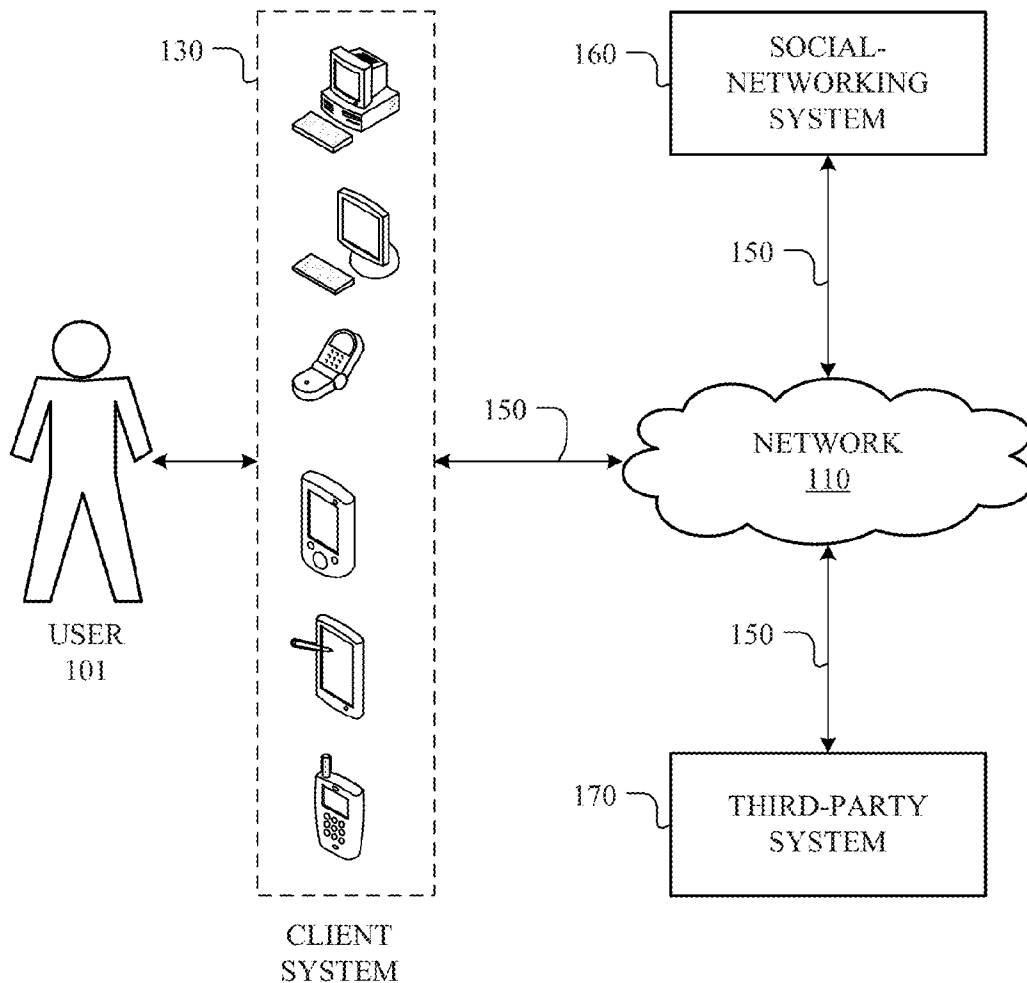 130
160
SOCIAL-
NETWORKING
SYSTEM
150
150
NETWORK
110
USER
101
150
170
THIRD-PARTY
SYSTEM
CLIENT
SYSTEM